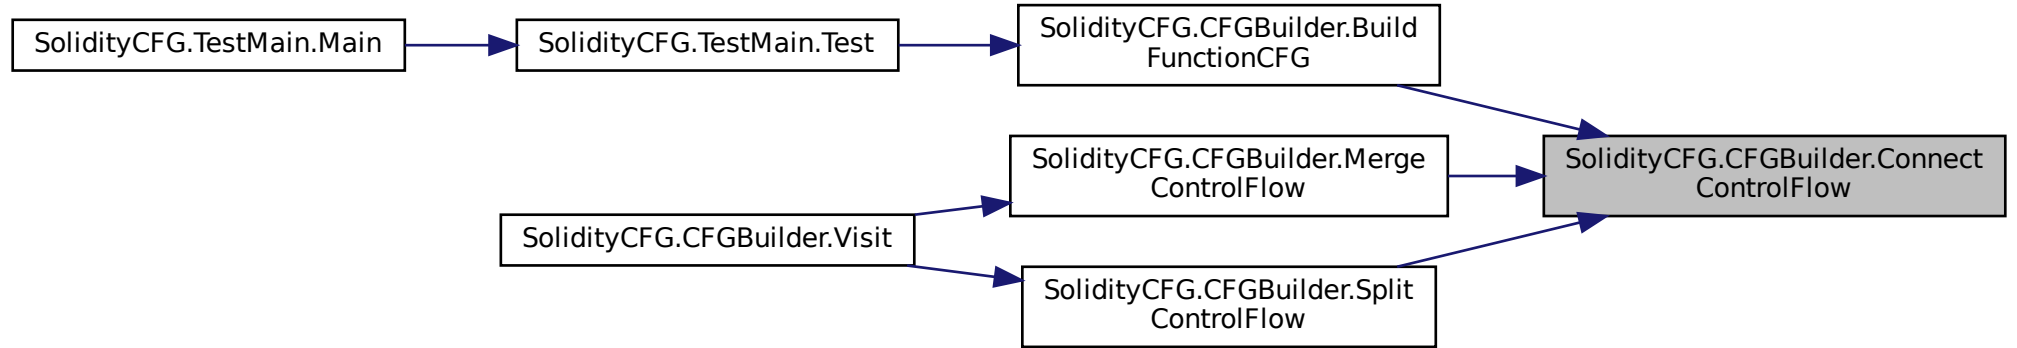 SolidityCFG.TestMain.Main
SolidityCFG.TestMain.Test
SolidityCFG.CFGBuilder.Build
FunctionCFG
SolidityCFG.CFGBuilder.Merge
ControlFlow
SolidityCFG.CFGBuilder.Connect
ControlFlow
SolidityCFG.CFGBuilder.Visit
SolidityCFG.CFGBuilder.Split
ControlFlow